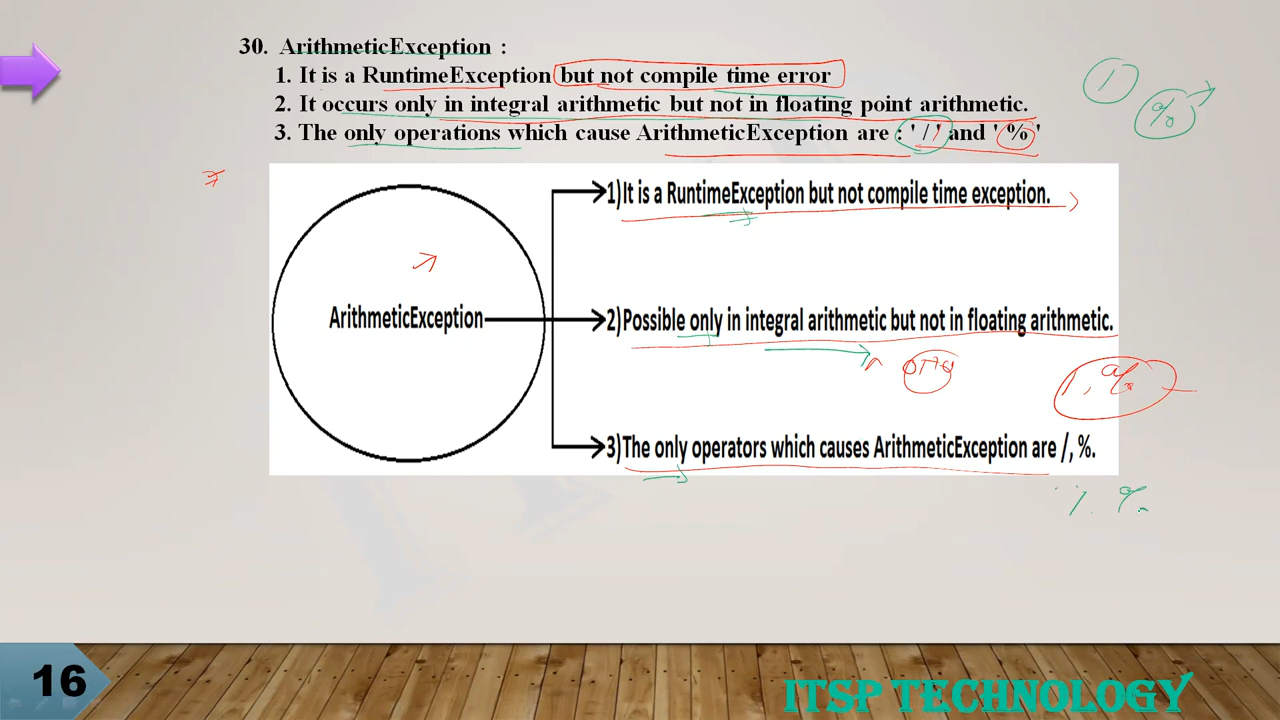 30. ArithmeticException :
1. It is a RuntimeException but not compile time error
2. It occurs only in integral arithmetic but not in floating point arithmetic.
3. The only operations which cause ArithmeticException are : ' / ' and ' % '
/
%
1)It is a RuntimeException but not compile time exception.
ArithmeticException
2)Possible only in integral arithmetic but not in floating arithmetic.
/, %
3)The only operators which causes ArithmeticException are /, %.
/. %
16
ITSP TECHNOLOGY